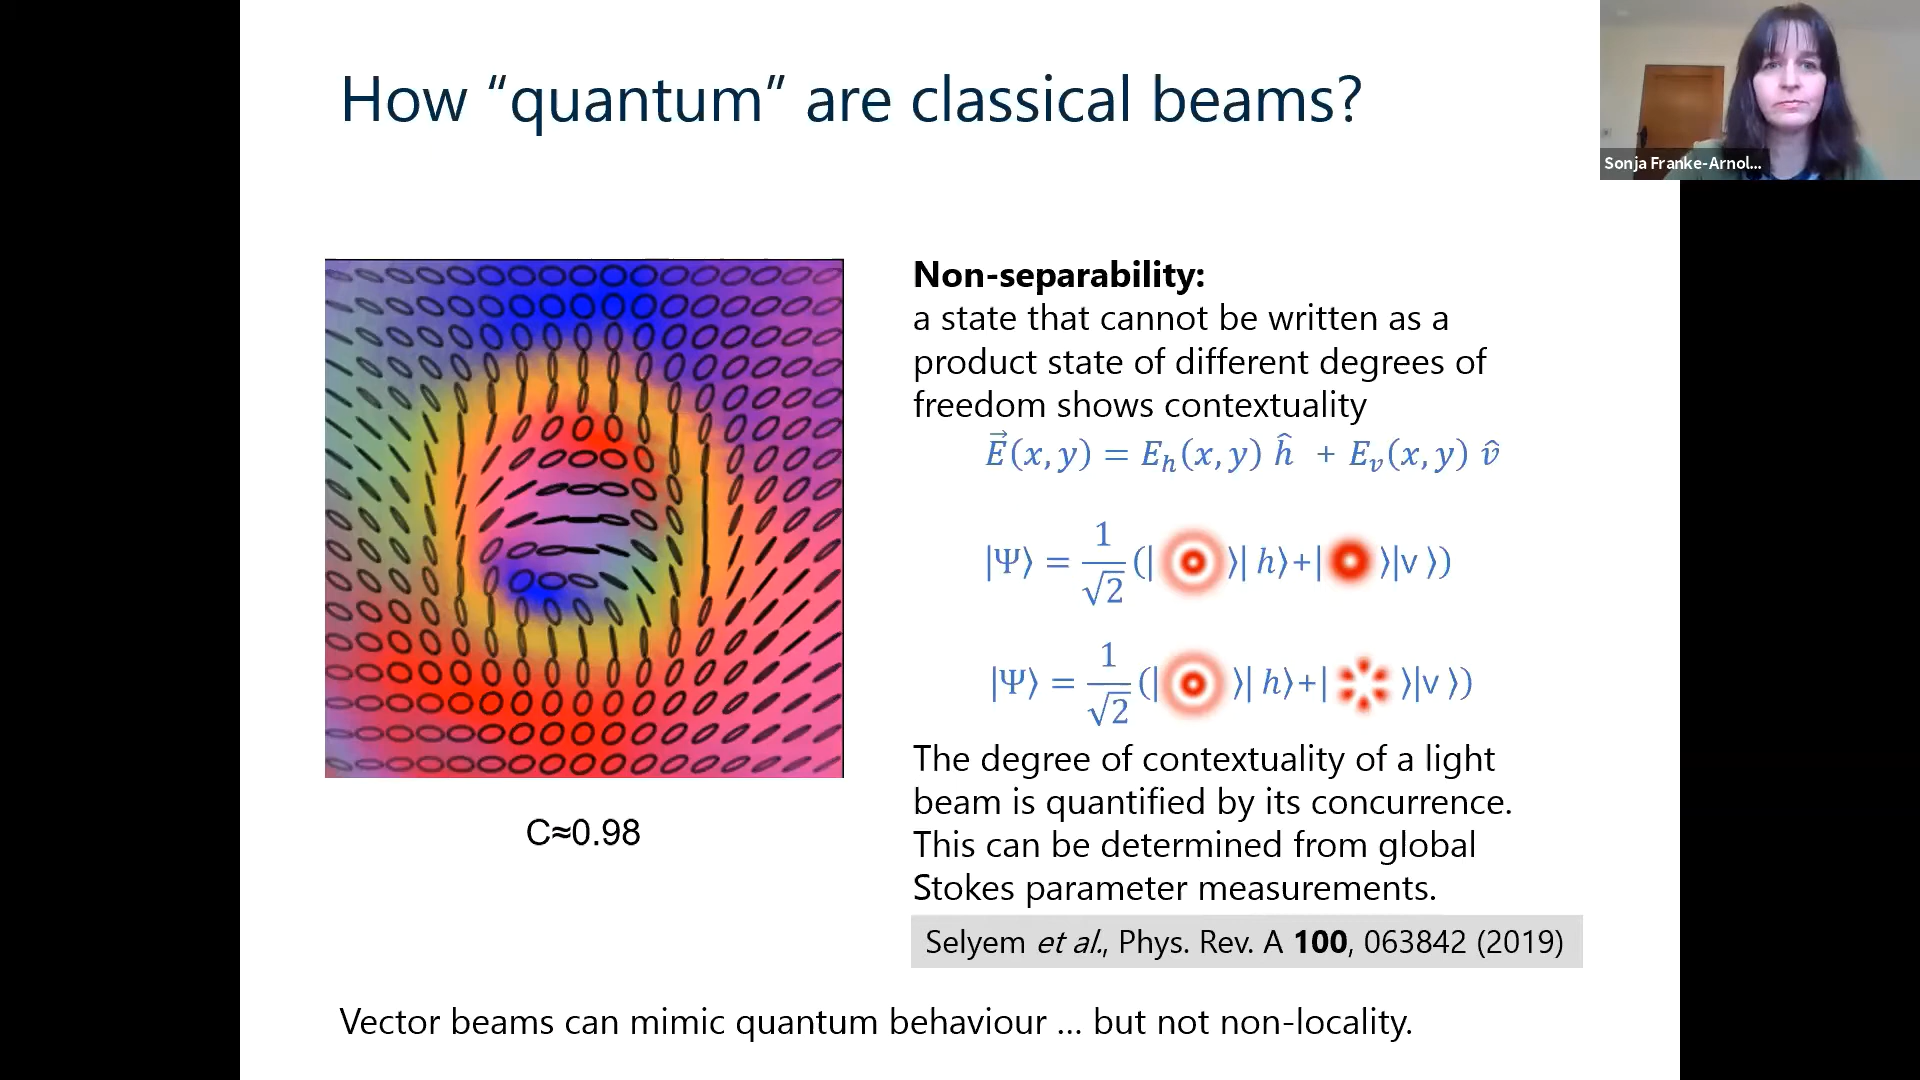 How “quantum” are classical beams?
Sonja Franke-Arnol...
Non-separability:
a state that cannot be written as a
product state of different degrees of
freedom shows contextuality
E⃗(x, y) = Eₕ(x, y) ĥ + Eᵥ(x, y) v̂
|Ψ⟩ = 1/√2 (| ⟩| h⟩+| ⟩|v ⟩)
|Ψ⟩ = 1/√2 (| ⟩| h⟩+| ⟩|v ⟩)
The degree of contextuality of a light
beam is quantified by its concurrence.
This can be determined from global
Stokes parameter measurements.
Selyem et al., Phys. Rev. A 100, 063842 (2019)
C≈0.98
Vector beams can mimic quantum behaviour ... but not non-locality.